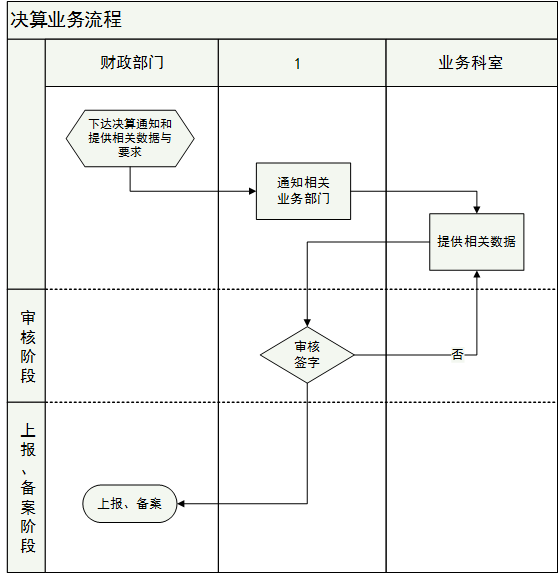 决算业务流程
财政部门
1
业务科室
下达决算通知和
提供相关数据与
要求
通知相关
业务部门
提供相关数据
审
核
阶
段
审核
签字
否
上
报
、
备
案
阶
段
上报、备案